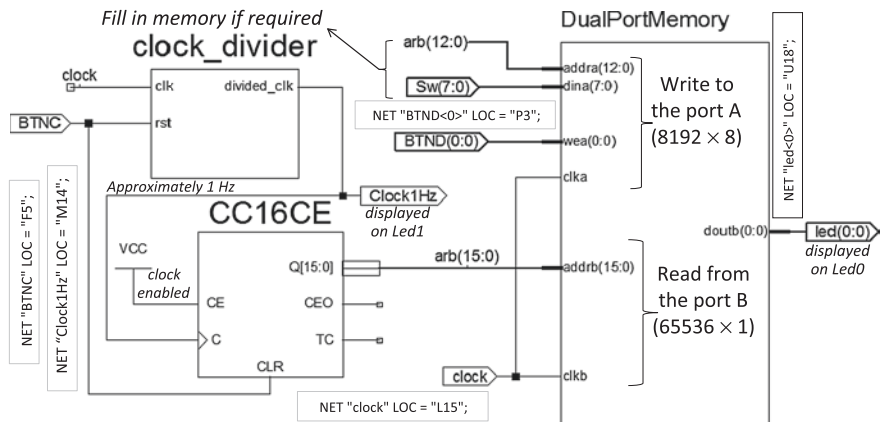 Fill in memory if required
clock_divider
clock
clk
divided_clk
BTNC
rst
Approximately 1 Hz
Clock1Hz
displayed
on Led1
NET "BTNC" LOC = "F5";
NET "Clock1Hz" LOC = "M14";
CC16CE
VCC
clock
enabled
Q[15:0]
CE
CEO
C
TC
CLR
arb(15:0)
clock
NET "clock" LOC = "L15";
DualPortMemory
arb(12:0)
addra(12:0)
Sw(7:0)
dina(7:0)
NET "BTND<0>" LOC = "P3";
BTND(0:0)
wea(0:0)
clka
Write to
the port A
(8192 × 8)
NET "led<0>" LOC = "U18";
doutb(0:0)
led(0:0)
displayed
on Led0
addrb(15:0)
Read from
the port B
(65536 × 1)
clkb